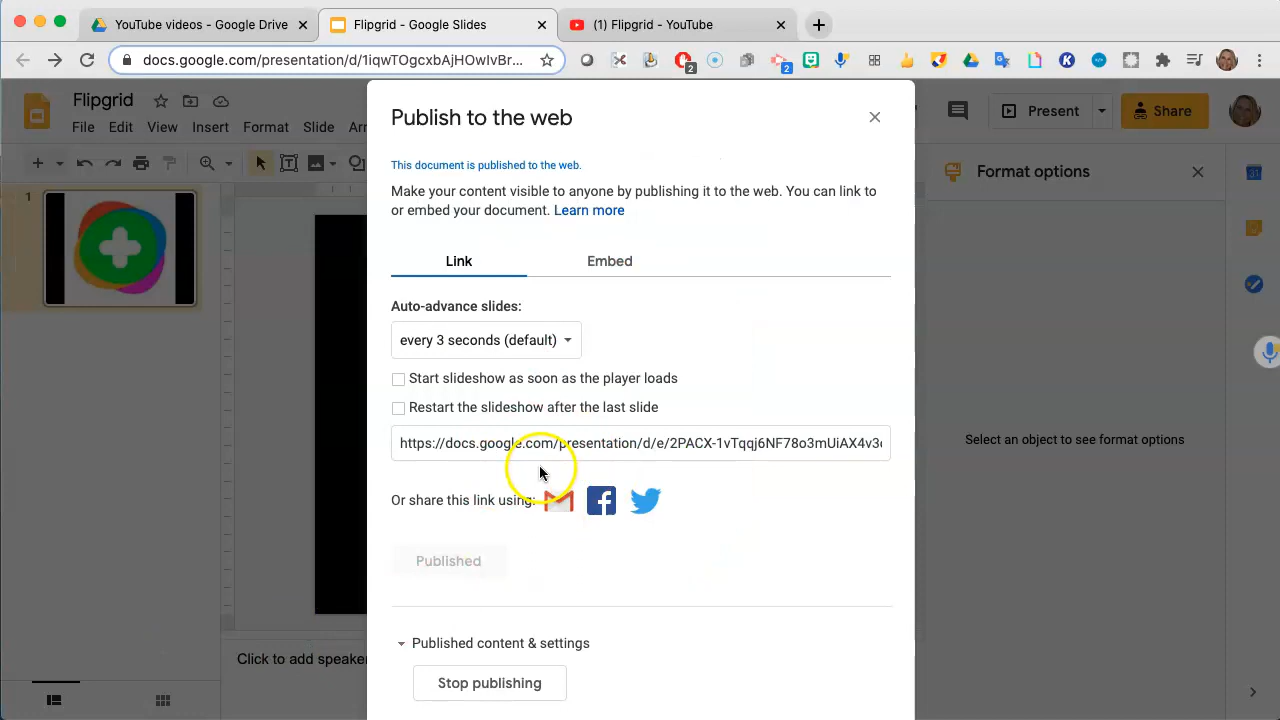 YouTube videos - Google Drive
Flipgrid - Google Slides
(1) Flipgrid - YouTube
docs.google.com/presentation/d/1iqwTOgcxbAjHOwIvBr...
2
2
Flipgrid
File Edit View Insert Format Slide Arr
Present
Share
1
Format options
Select an object to see format options
Click to add speaker
Publish to the web
This document is published to the web.
Make your content visible to anyone by publishing it to the web. You can link to
or embed your document. Learn more
Link Embed
Auto-advance slides:
every 3 seconds (default)
Start slideshow as soon as the player loads
Restart the slideshow after the last slide
https://docs.google.com/presentation/d/e/2PACX-1vTqqj6NF78o3mUiAX4v3
Or share this link using:
Published
Published content & settings
Stop publishing